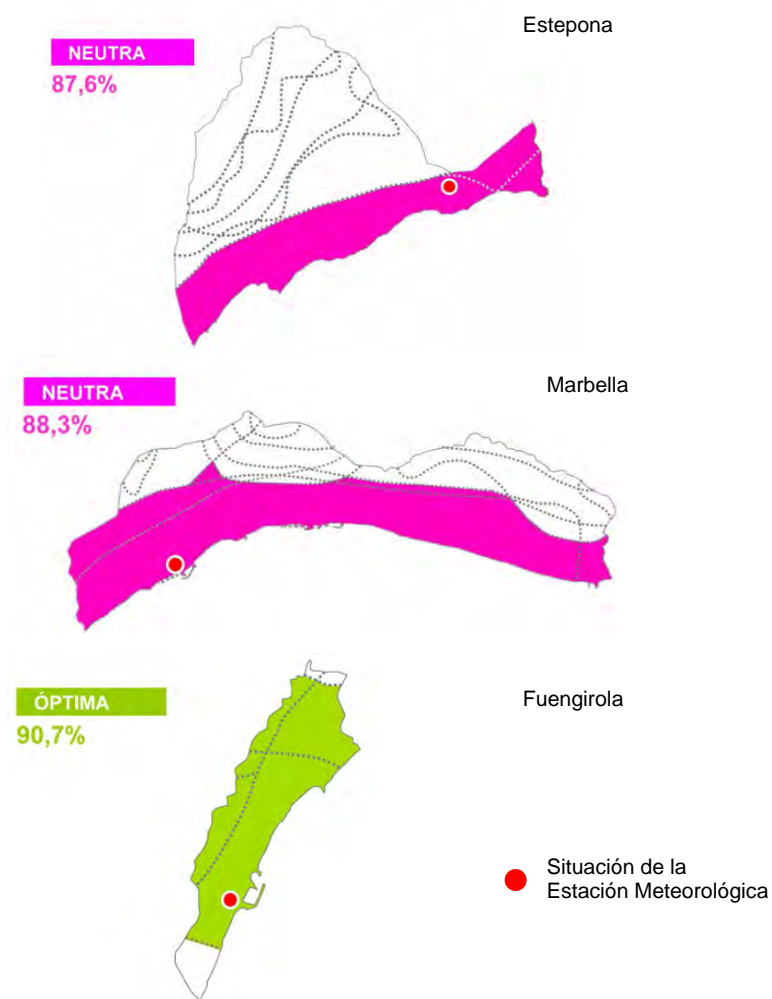 Estepona
NEUTRA
87,6%
Marbella
NEUTRA
88,3%
Fuengirola
ÓPTIMA
90,7%
Situación de la
Estación Meteorológica